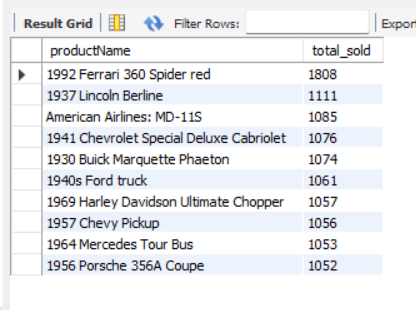 Result Grid Filter Rows: Export
productName total_sold
1992 Ferrari 360 Spider red 1808
1937 Lincoln Berline 1111
American Airlines: MD-11S 1085
1941 Chevrolet Special Deluxe Cabriolet 1076
1930 Buick Marquette Phaeton 1074
1940s Ford truck 1061
1969 Harley Davidson Ultimate Chopper 1057
1957 Chevy Pickup 1056
1964 Mercedes Tour Bus 1053
1956 Porsche 356A Coupe 1052